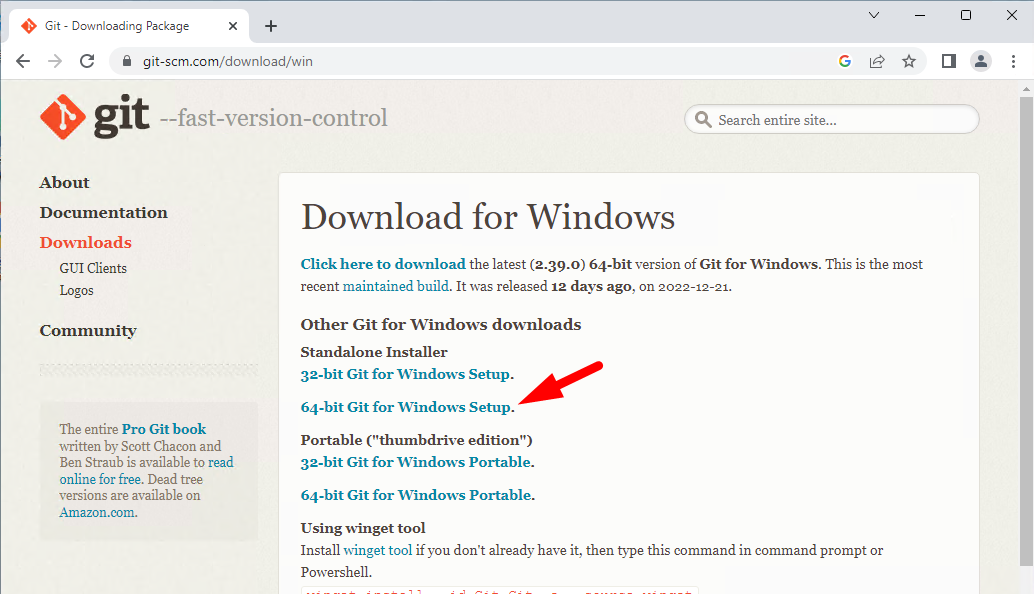 Git - Downloading Package
git-scm.com/download/win
git --fast-version-control
Search entire site...
About
Documentation
Downloads
GUI Clients
Logos
Community
The entire Pro Git book
written by Scott Chacon and
Ben Straub is available to read
online for free. Dead tree
versions are available on
Amazon.com.
Download for Windows
Click here to download the latest (2.39.0) 64-bit version of Git for Windows. This is the most
recent maintained build. It was released 12 days ago, on 2022-12-21.
Other Git for Windows downloads
Standalone Installer
32-bit Git for Windows Setup.
64-bit Git for Windows Setup.
Portable ("thumbdrive edition")
32-bit Git for Windows Portable.
64-bit Git for Windows Portable.
Using winget tool
Install winget tool if you don't already have it, then type this command in command prompt or
Powershell.